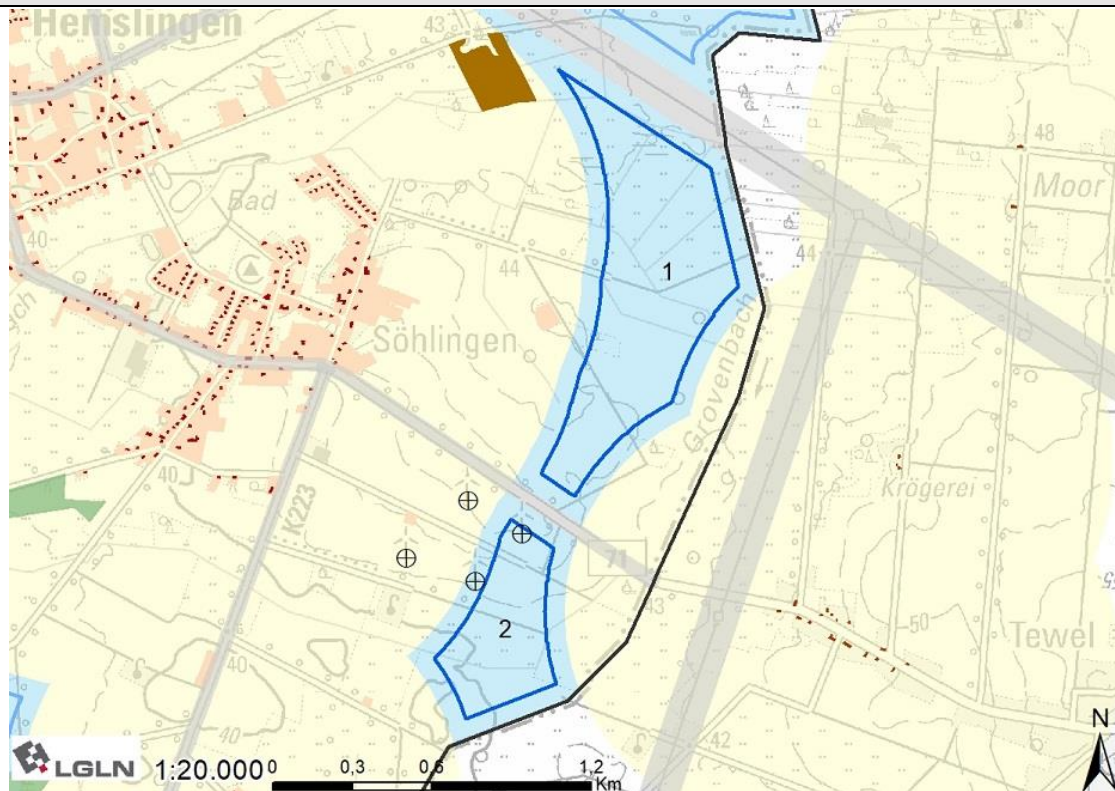 Hemslingen
43
48
Moor
Bad
40
44
1
44
Söhlingen
Grovenbach
Krögerei
40
K223
71
43
2
50
Tewel
40
40
42
N
LGLN 1:20.000
0 0,3 0,6 1,2
Km